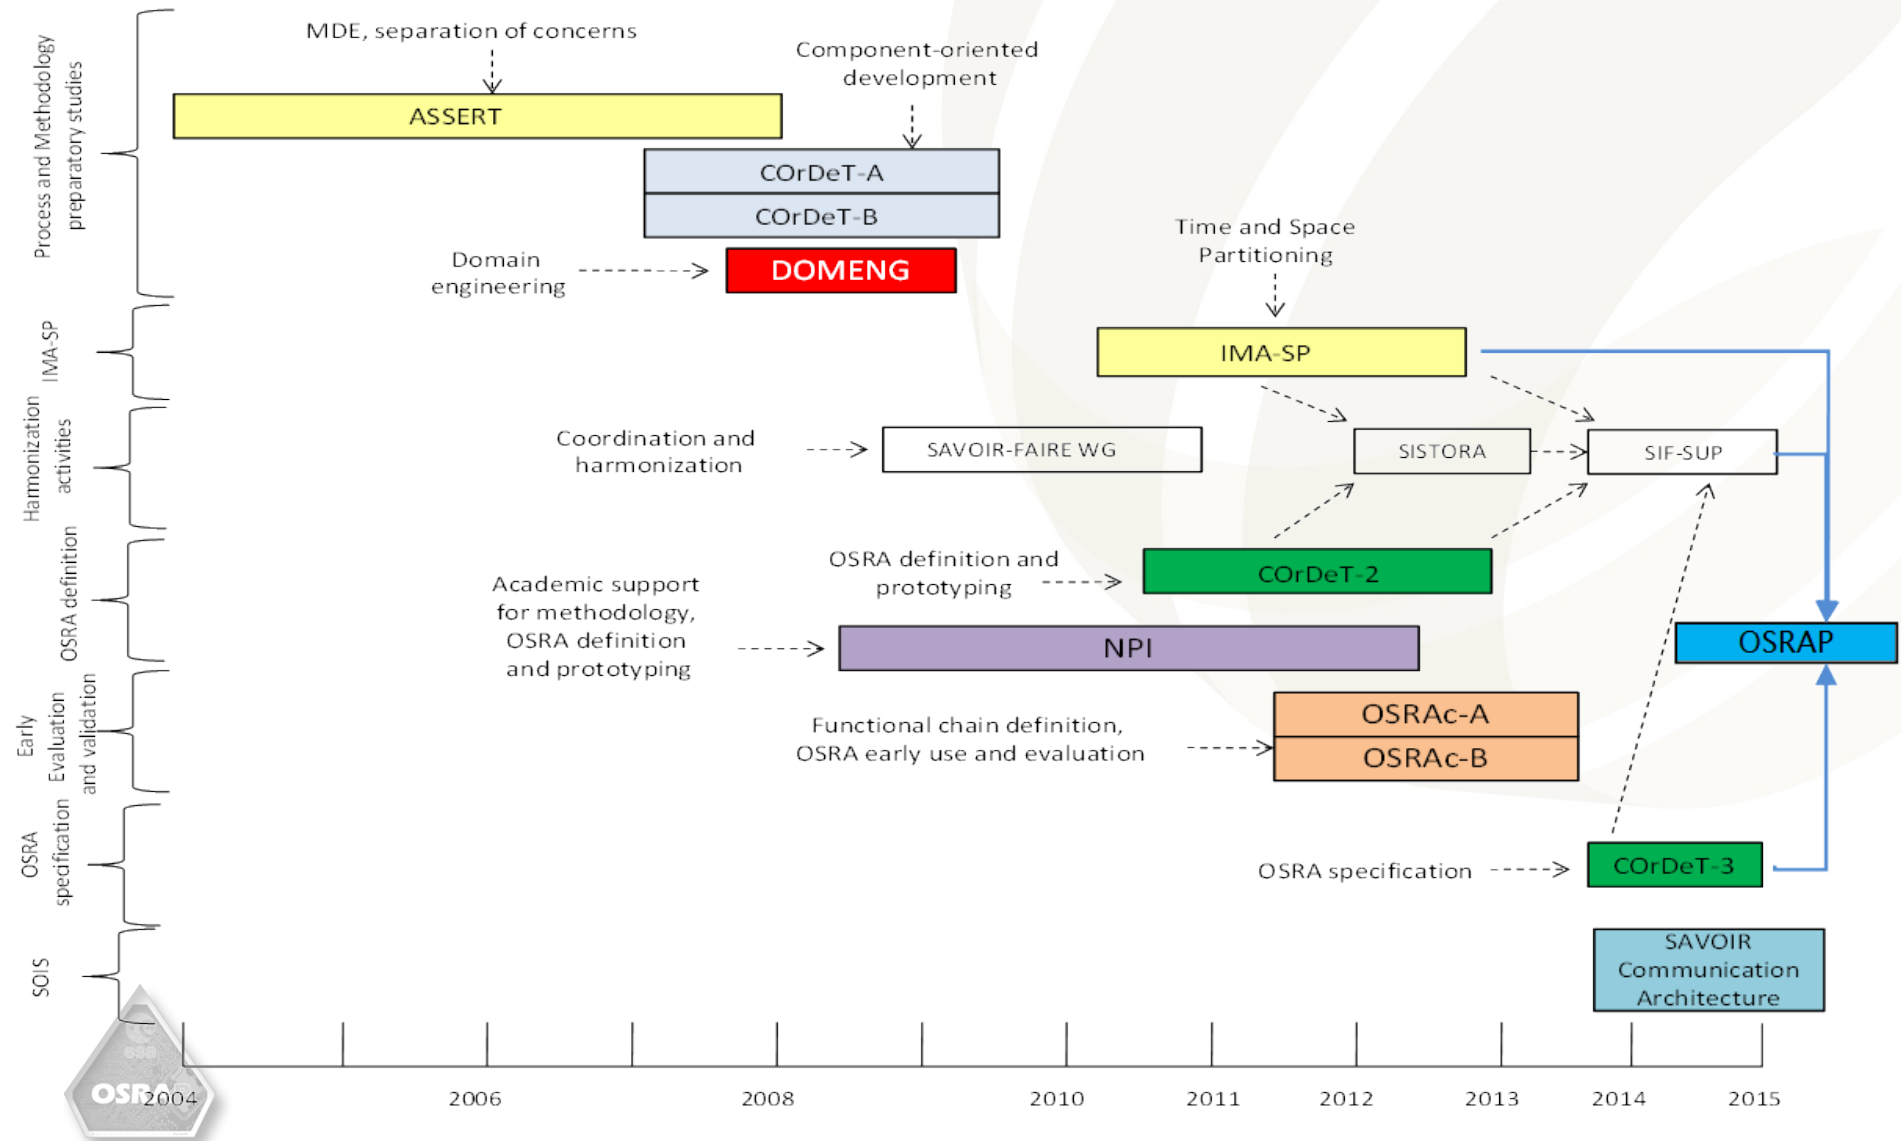 Process and Methodology
preparatory studies
MDE, separation of concerns
Component-oriented
development
ASSERT
COrDeT-A
COrDeT-B
Domain
engineering
DOMENG
Time and Space
Partitioning
IMA-SP
IMA-SP
Harmonization
activities
Coordination and
harmonization
SAVOIR-FAIRE WG
SISTORA
SIF-SUP
OSRA definition
OSRA definition and
prototyping
COrDeT-2
Academic support
for methodology,
OSRA definition
and prototyping
NPI
OSRAP
Early
Evaluation
and validation
Functional chain definition,
OSRA early use and evaluation
OSRAc-A
OSRAc-B
OSRA
specification
OSRA specification
COrDeT-3
SOIS
SAVOIR
Communication
Architecture
esa
OSRA
2004
2006
2008
2010
2011
2012
2013
2014
2015